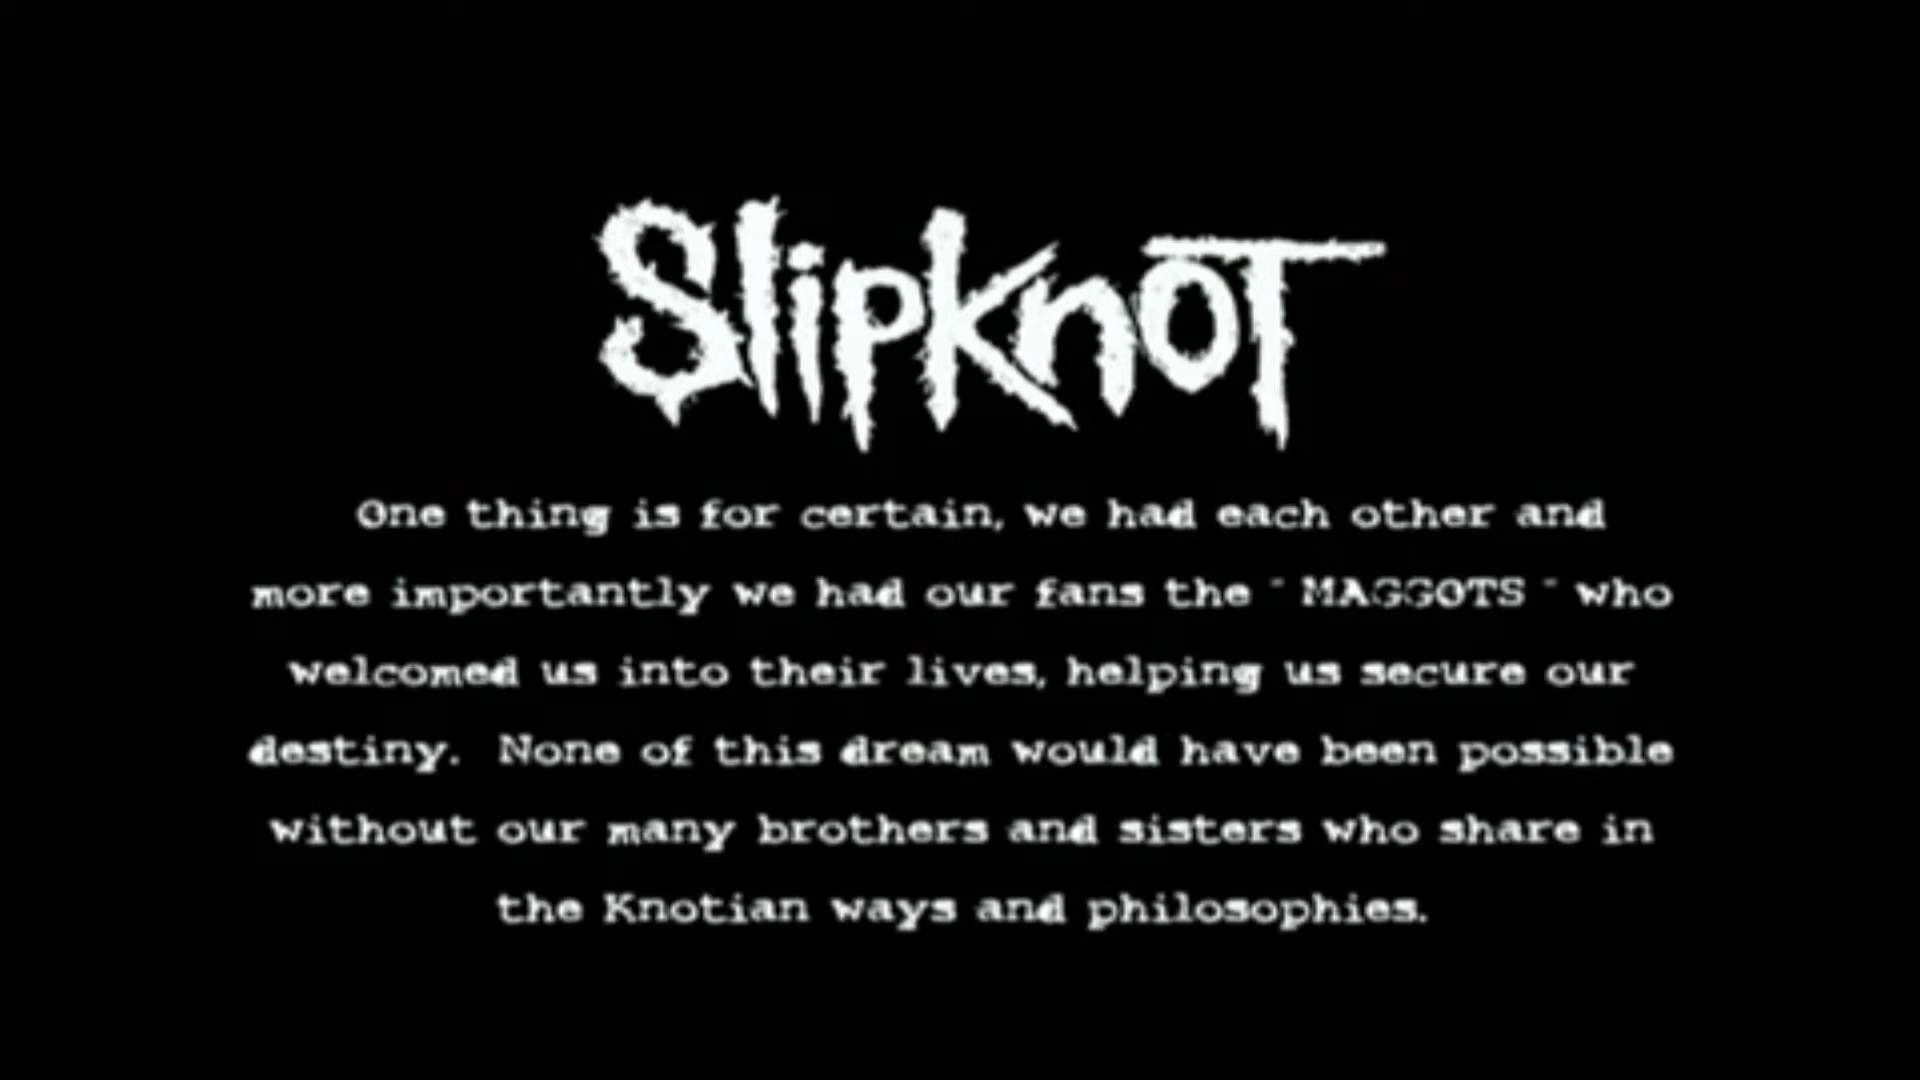 Slipknot
One thing is for certain, we had each other and
more importantly we had our fans the " MAGGOTS " who
welcomed us into their lives, helping us secure our
destiny.  None of this dream would have been possible
without our many brothers and sisters who share in
the Knotian ways and philosophies.